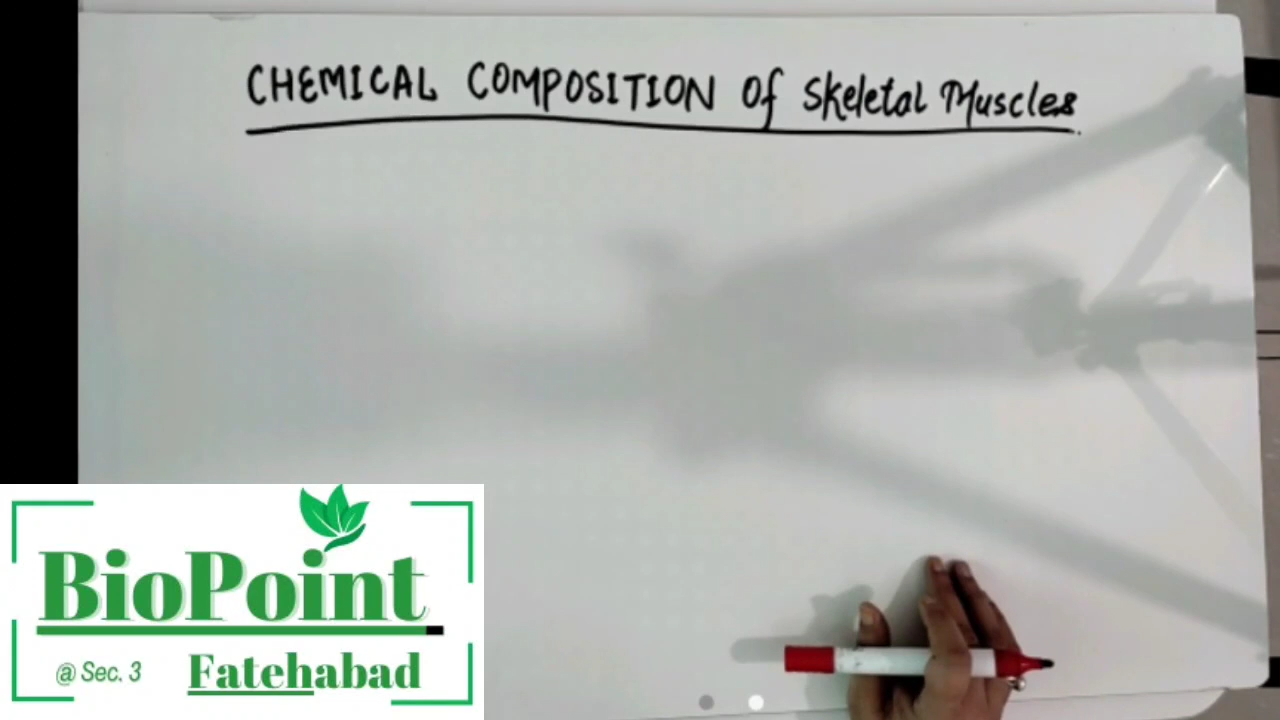 CHEMICAL COMPOSITION Of Skeletal Muscles
BioPoint
@ Sec. 3 Fatehabad